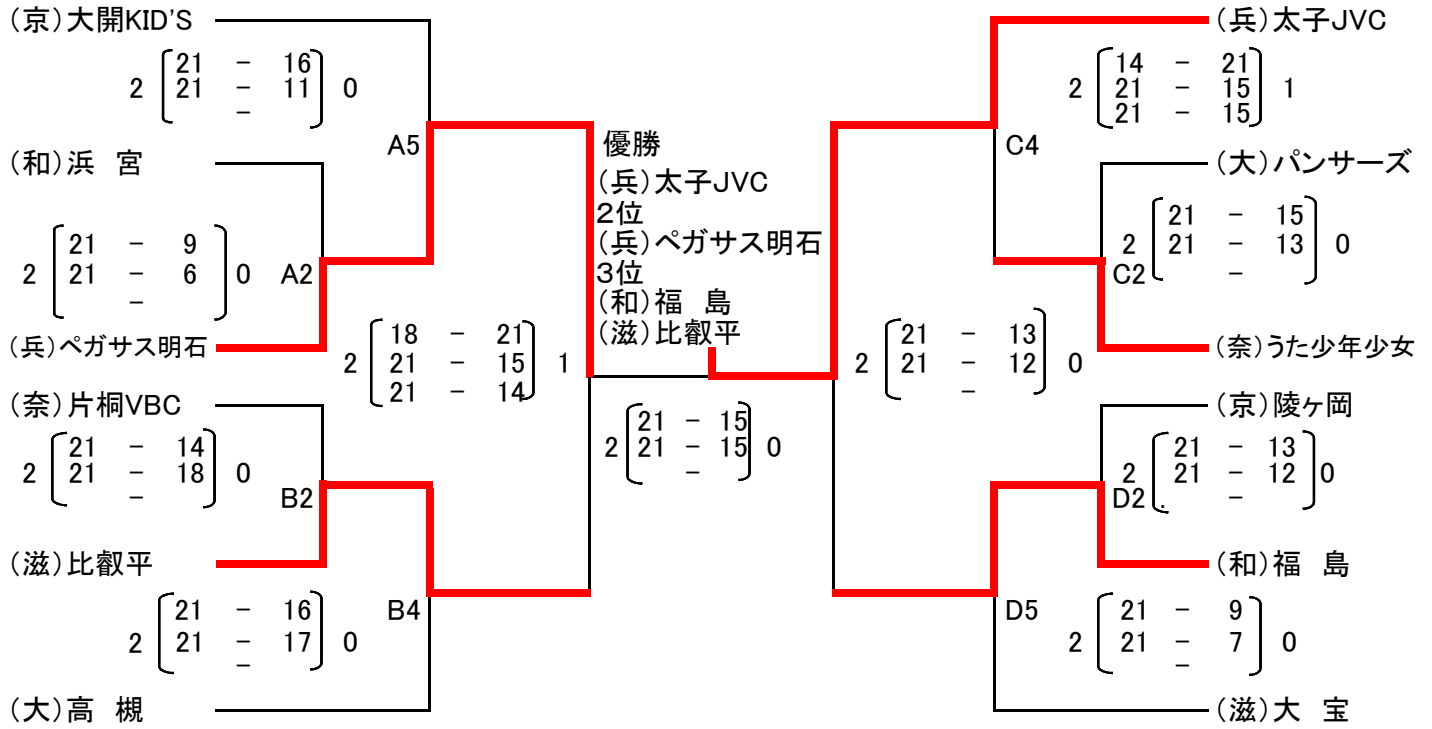 (京)大開KID'S
21 - 16
2 21 - 11 0
-
A5
(和)浜 宮
21 - 9
2 21 - 6 0
-
A2
(兵)ペガサス明石
18 - 21
2 21 - 15 1
21 - 14
(奈)片桐VBC
21 - 14
2 21 - 18 0
-
B2
(滋)比叡平
21 - 16
2 21 - 17 0
-
B4
(大)高 槻
優勝
(兵)太子JVC
2位
(兵)ペガサス明石
3位
(和)福 島
(滋)比叡平
21 - 15
2 21 - 15 0
-
(兵)太子JVC
14 - 21
2 21 - 15 1
21 - 15
C4
(大)パンサーズ
21 - 15
2 21 - 13 0
-
C2
(奈)うた少年少女
21 - 13
2 21 - 12 0
-
(京)陵ヶ岡
21 - 13
2 21 - 12 0
. -
D2
(和)福 島
D5
21 - 9
2 21 - 7 0
-
(滋)大 宝